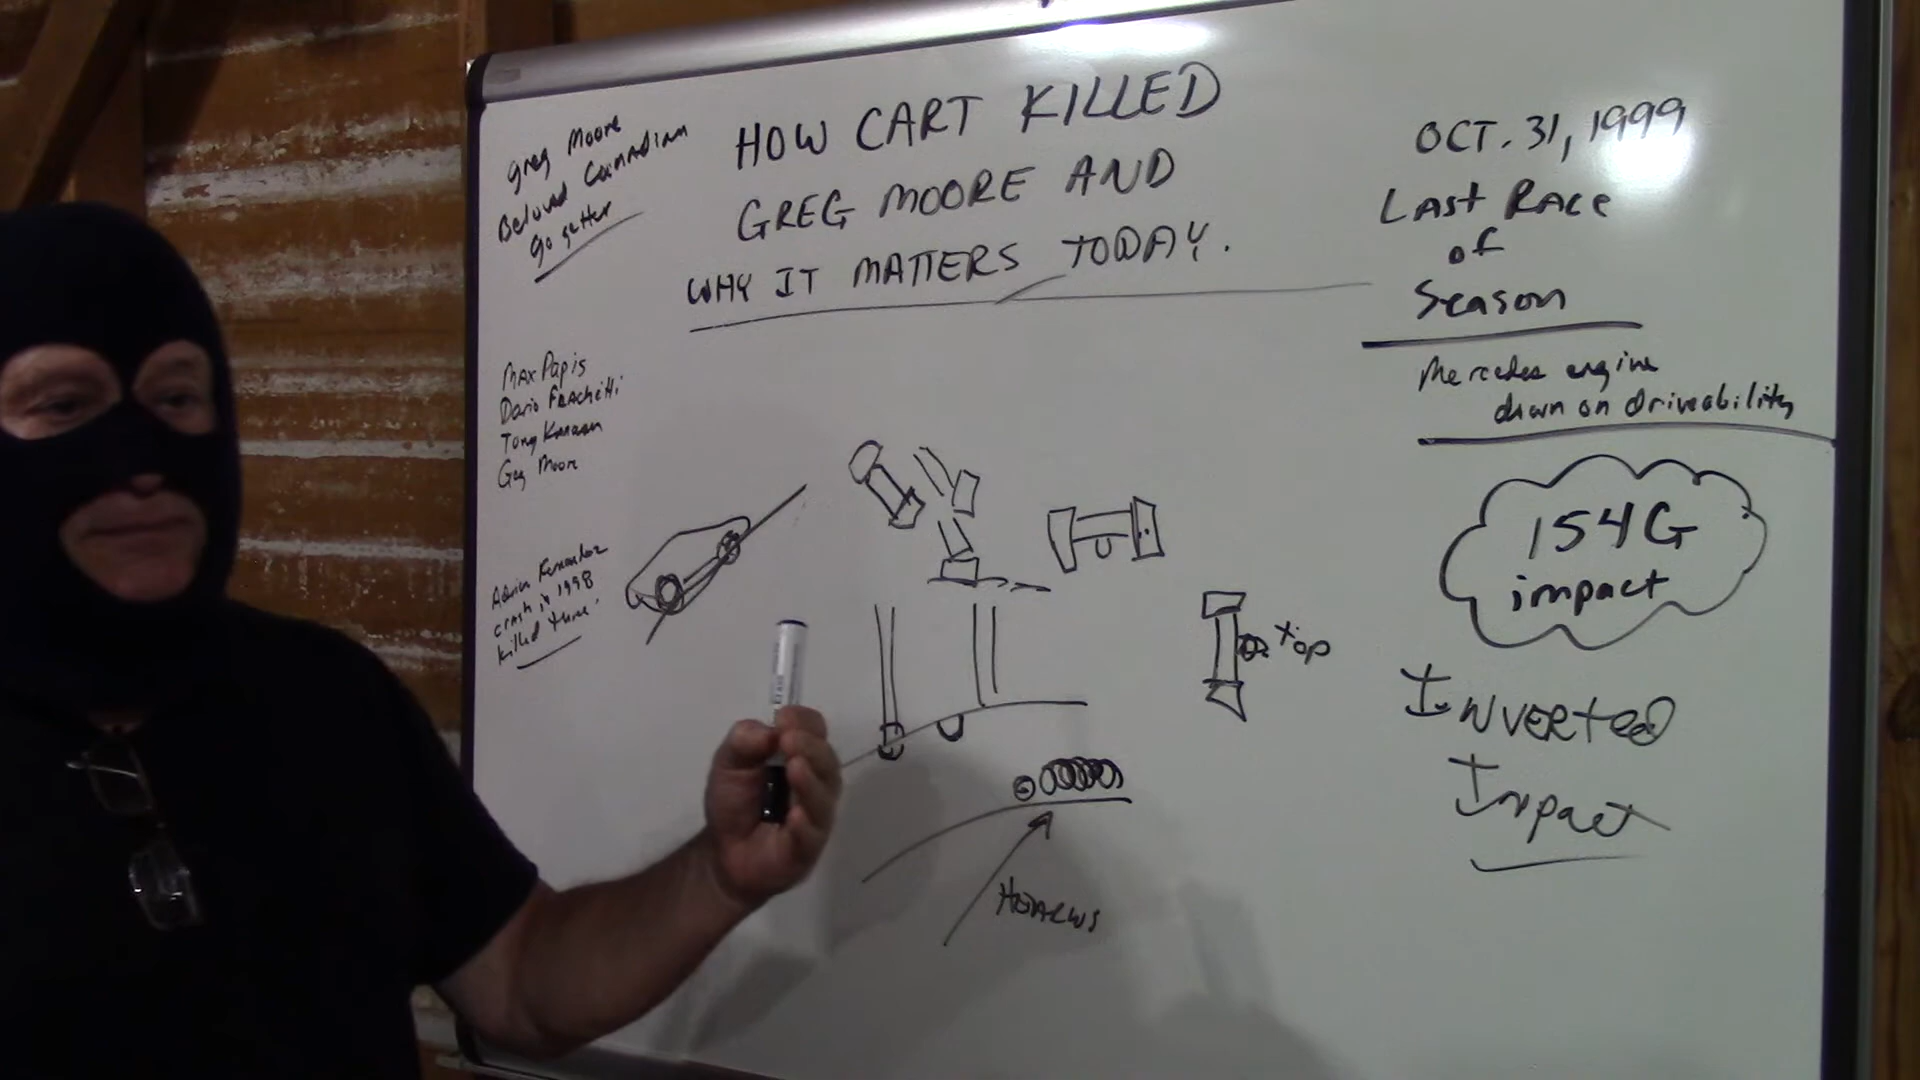 Greg Moore
Beloved Canadian
go getter
HOW CART KILLED
GREG MOORE AND
WHY IT MATTERS TODAY.
OCT. 31, 1999
Last Race
of
Season
Mercedes engine
down on driveability
154G
impact
Inverted
Impact
Max Papis
Dario Frachetti
Tony Kanaan
Greg Moore
Adrian Fernandez
crash in 1998
killed three
top